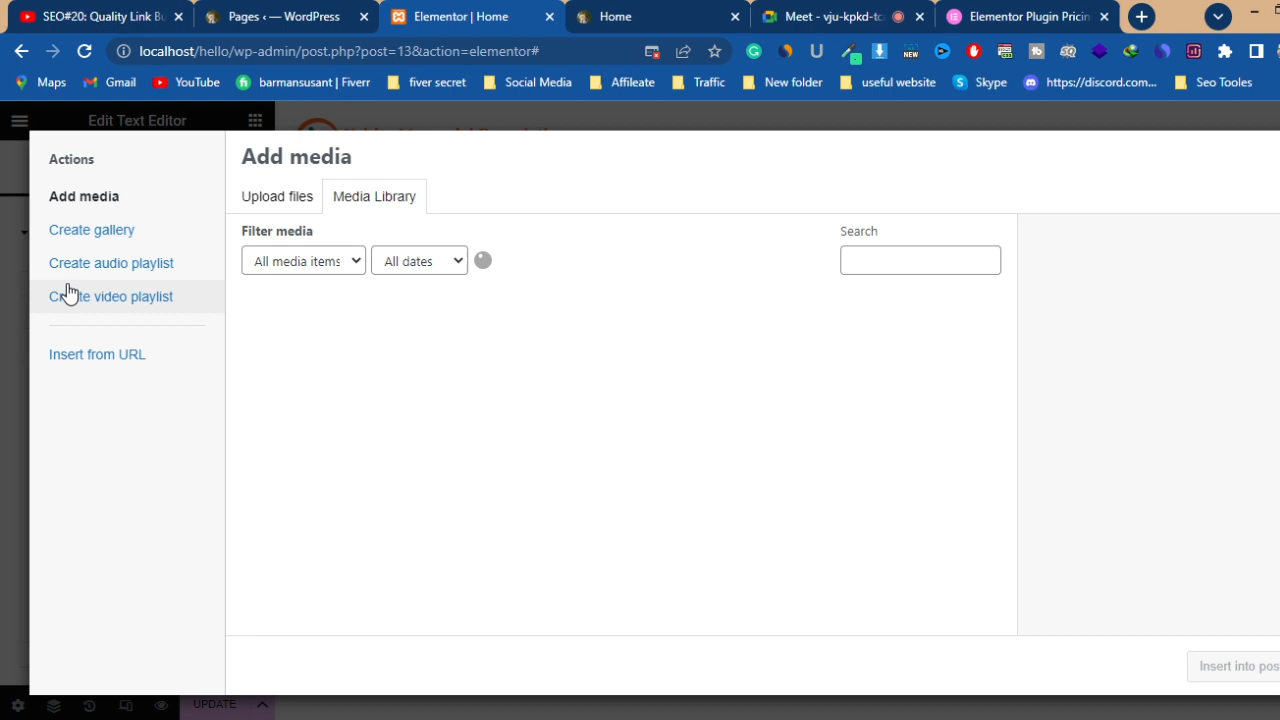 SEO#20: Quality Link Bu
Pages ‹ — WordPress
Elementor | Home
Home
Meet - vju-kpkd-tca
Elementor Plugin Pricin
localhost/hello/wp-admin/post.php?post=13&action=elementor#
Maps
Gmail
YouTube
barmansusant | Fiverr
fiver secret
Social Media
Affileate
Traffic
New folder
useful website
Skype
https://discord.com...
Seo Tooles
Edit Text Editor
Actions
Add media
Create gallery
Create audio playlist
Create video playlist
Insert from URL
Add media
Upload files
Media Library
Filter media
All media items
All dates
Search
Insert into pos
UPDATE